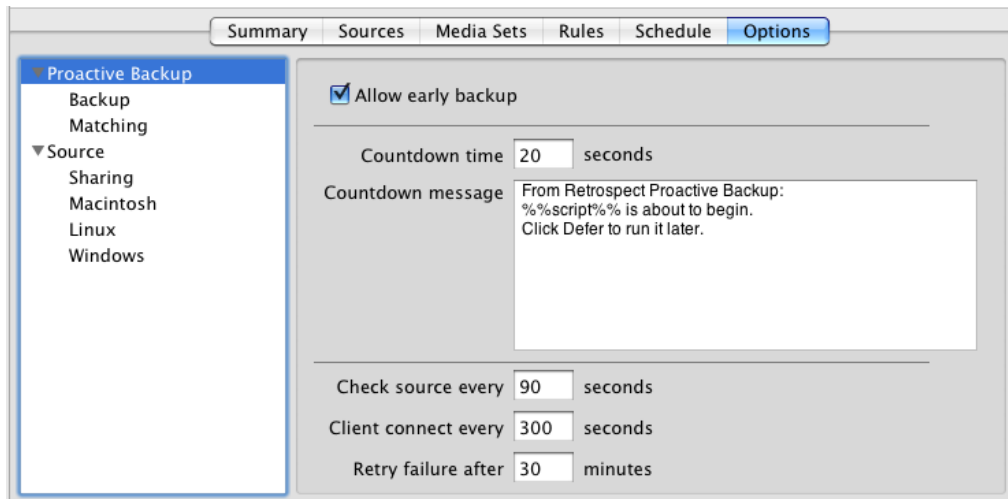 Summary Sources Media Sets Rules Schedule Options
Proactive Backup
Backup
Matching
Source
Sharing
Macintosh
Linux
Windows
Allow early backup
Countdown time 20 seconds
Countdown message
From Retrospect Proactive Backup:
%%script%% is about to begin.
Click Defer to run it later.
Check source every 90 seconds
Client connect every 300 seconds
Retry failure after 30 minutes